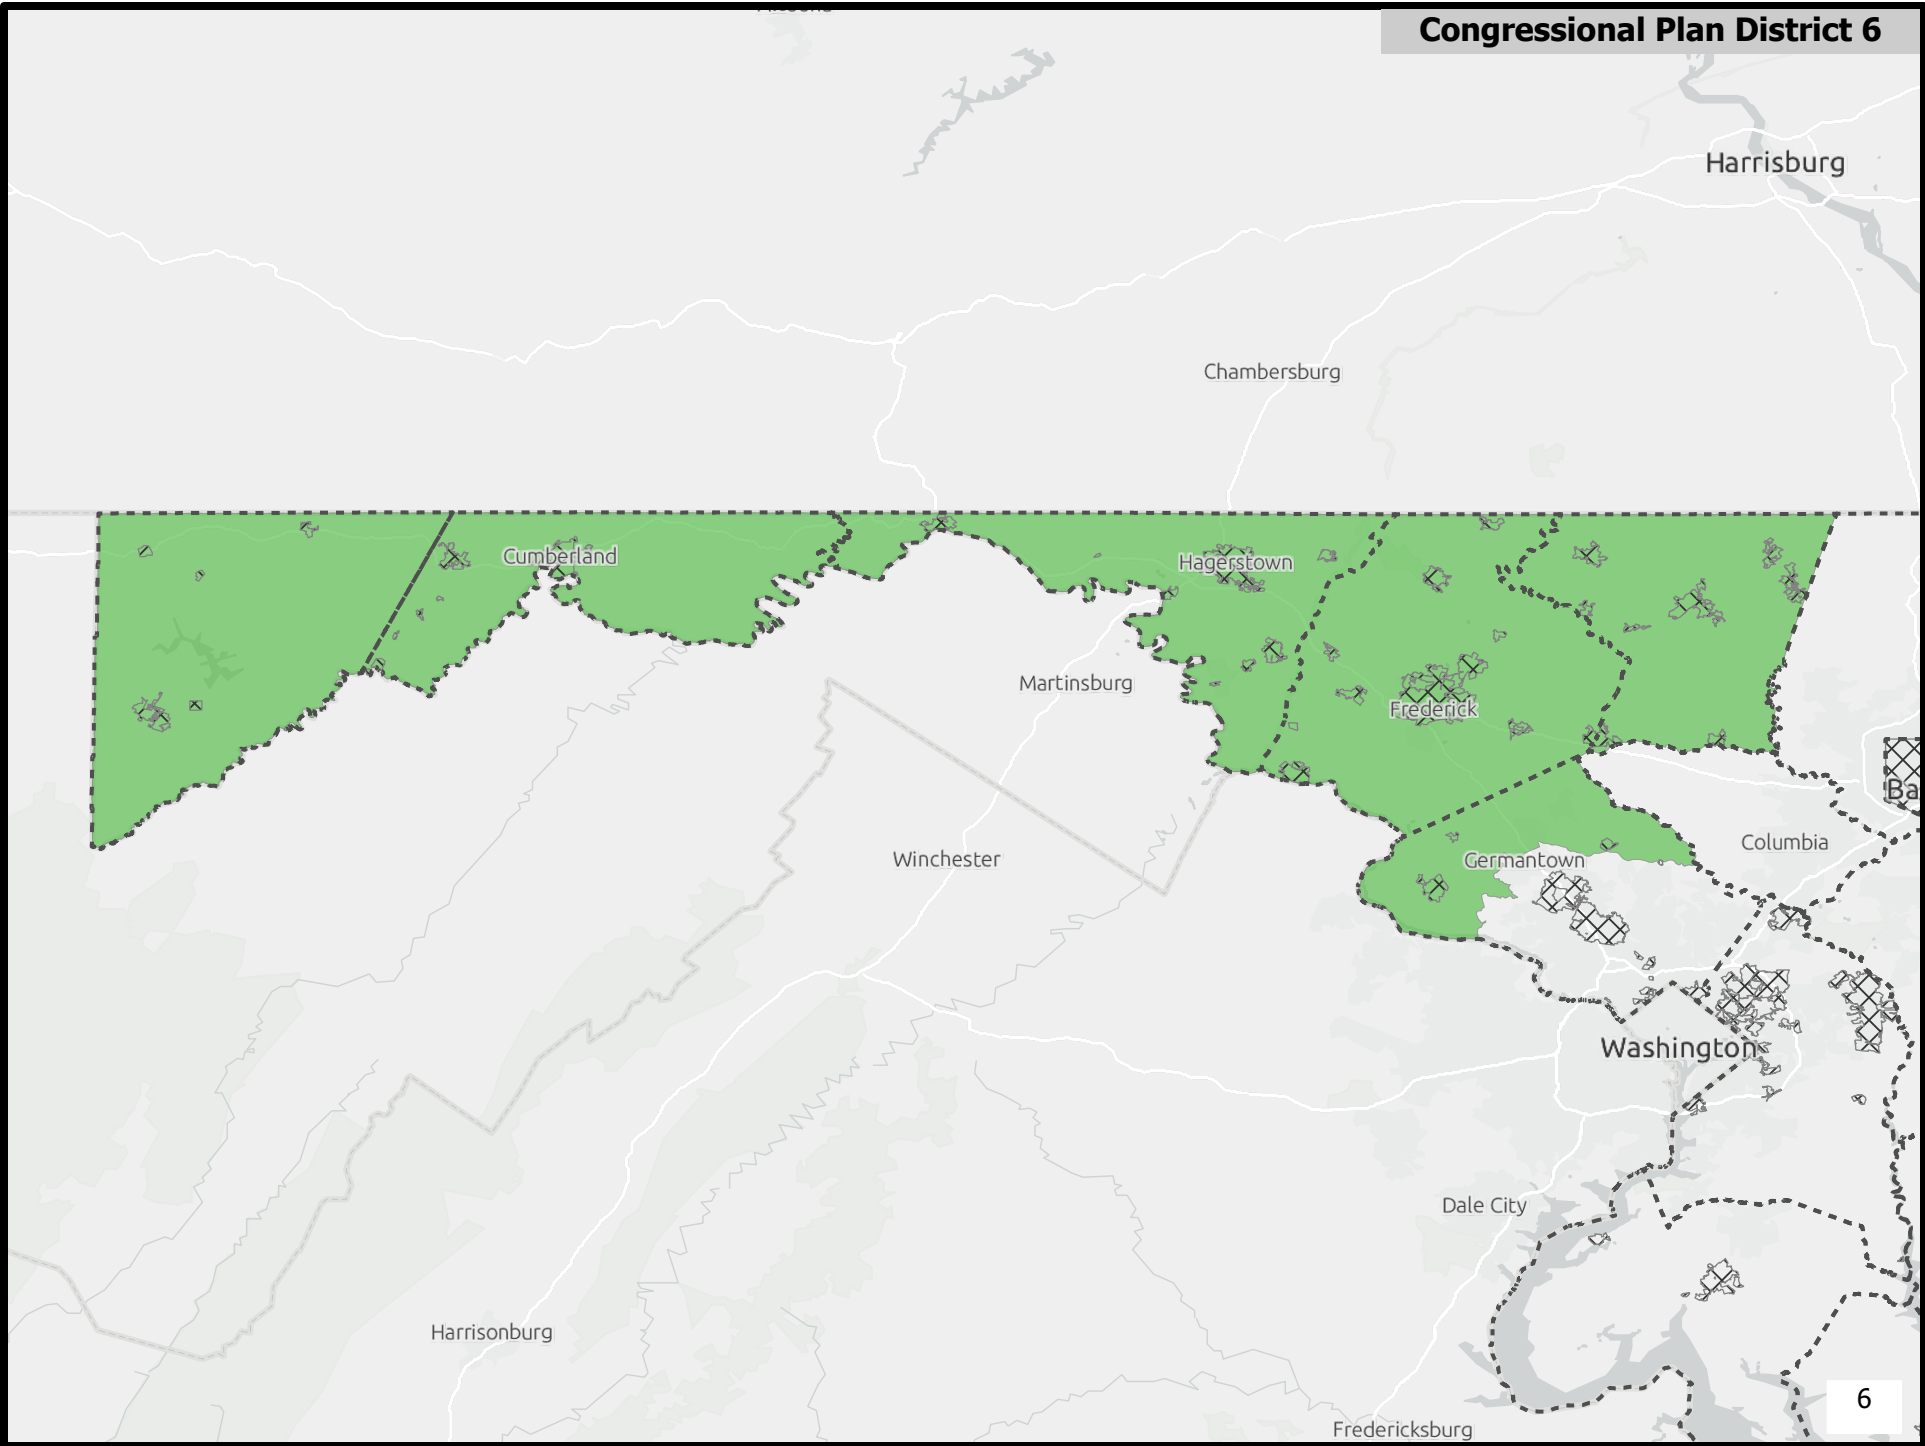 Congressional Plan District 6
Harrisburg
Chambersburg
Cumberland
Hagerstown
Martinsburg
Frederick
Ba
Columbia
Winchester
Germantown
Washington
Dale City
Harrisonburg
Fredericksburg
6